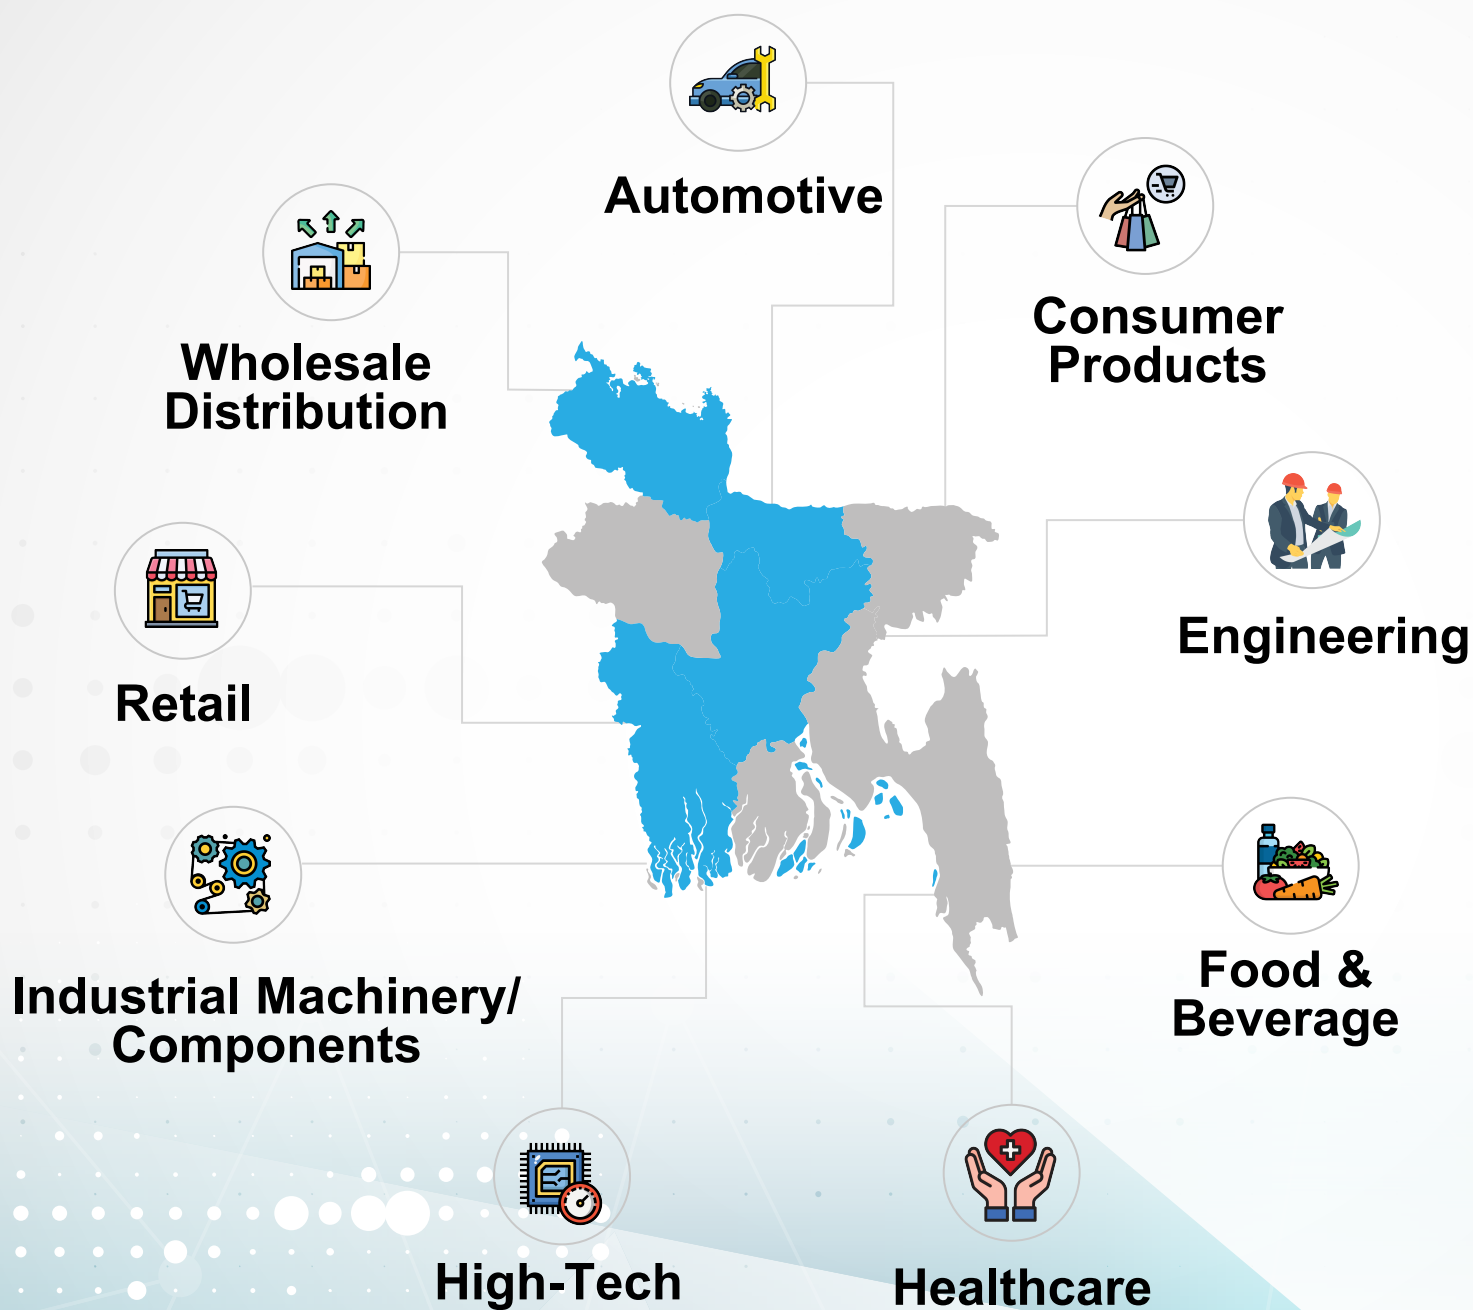 Automotive
Consumer
Products
Wholesale
Distribution
Engineering
Retail
Food &
Beverage
Industrial Machinery/
Components
High-Tech
Healthcare